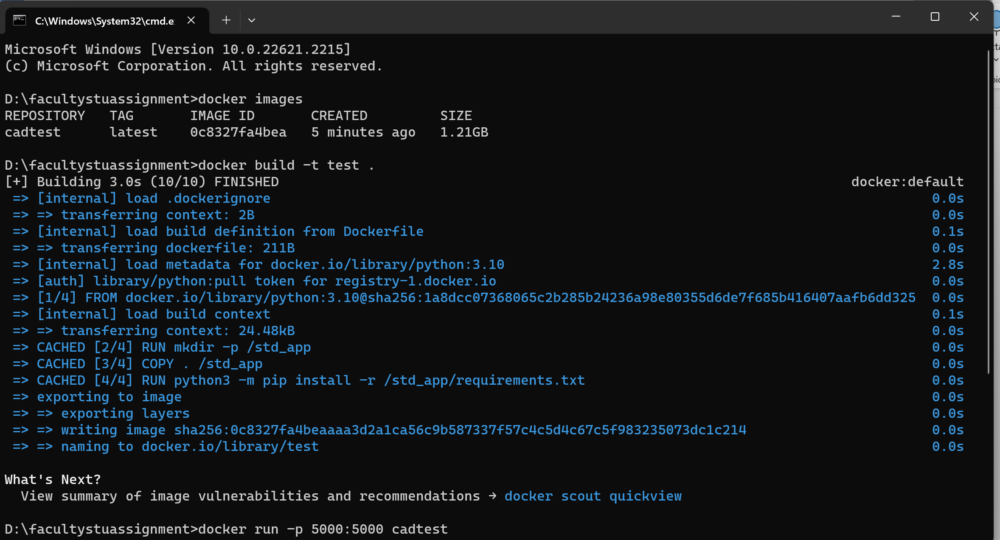 C:\Windows\System32\cmd.e
Microsoft Windows [Version 10.0.22621.2215]
(c) Microsoft Corporation. All rights reserved.
D:\facultystuassignment>docker images
REPOSITORY   TAG       IMAGE ID       CREATED         SIZE
cadtest      latest    0c8327fa4bea   5 minutes ago   1.21GB
D:\facultystuassignment>docker build -t test .
[+] Building 3.0s (10/10) FINISHED docker:default
=> [internal] load .dockerignore 0.0s
=> => transferring context: 2B 0.0s
=> [internal] load build definition from Dockerfile 0.1s
=> => transferring dockerfile: 211B 0.0s
=> [internal] load metadata for docker.io/library/python:3.10 2.8s
=> [auth] library/python:pull token for registry-1.docker.io 0.0s
=> [1/4] FROM docker.io/library/python:3.10@sha256:1a8dcc07368065c2b285b24236a98e80355d6de7f685b416407aafb6dd325 0.0s
=> [internal] load build context 0.1s
=> => transferring context: 24.48kB 0.0s
=> CACHED [2/4] RUN mkdir -p /std_app 0.0s
=> CACHED [3/4] COPY . /std_app 0.0s
=> CACHED [4/4] RUN python3 -m pip install -r /std_app/requirements.txt 0.0s
=> exporting to image 0.0s
=> => exporting layers 0.0s
=> => writing image sha256:0c8327fa4beaaaa3d2a1ca56c9b587337f57c4c5d4c67c5f983235073dc1c214 0.0s
=> => naming to docker.io/library/test 0.0s
What's Next?
View summary of image vulnerabilities and recommendations → docker scout quickview
D:\facultystuassignment>docker run -p 5000:5000 cadtest